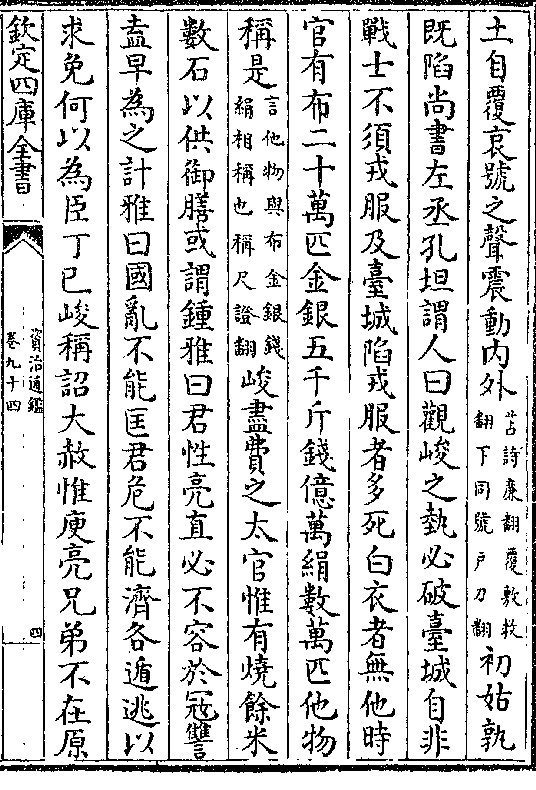 土自覆哀號之聲震動内外苫詩亷翻覆敷救翻下同號戸刀翻初姑孰
既陷尚書左丞孔坦謂人曰觀峻之埶必破臺城自非
戰士不須戎服及臺城陷戎服者多死白衣者無他時
官有布二十萬匹金銀五千斤錢億萬絹數萬匹他物
稱是言他物與布金銀錢絹相稱也稱尺證翻峻盡費之太官惟有燒餘米
數石以供御膳或謂鍾雅曰君性亮直必不容於冦讐
盍早為之計雅曰國亂不能匡君危不能濟各遁逃以
求免何以為臣丁巳峻稱詔大赦惟庾亮兄弟不在原
欽定四庫全書
資治通鑑
卷九十四
四